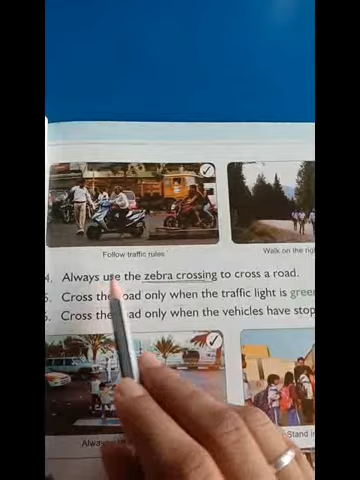 Follow traffic rules
Walk on the
4. Always use the zebra crossing to cross a road.
5. Cross the road only when the traffic light is green
6. Cross the road only when the vehicles have stop
Stand in